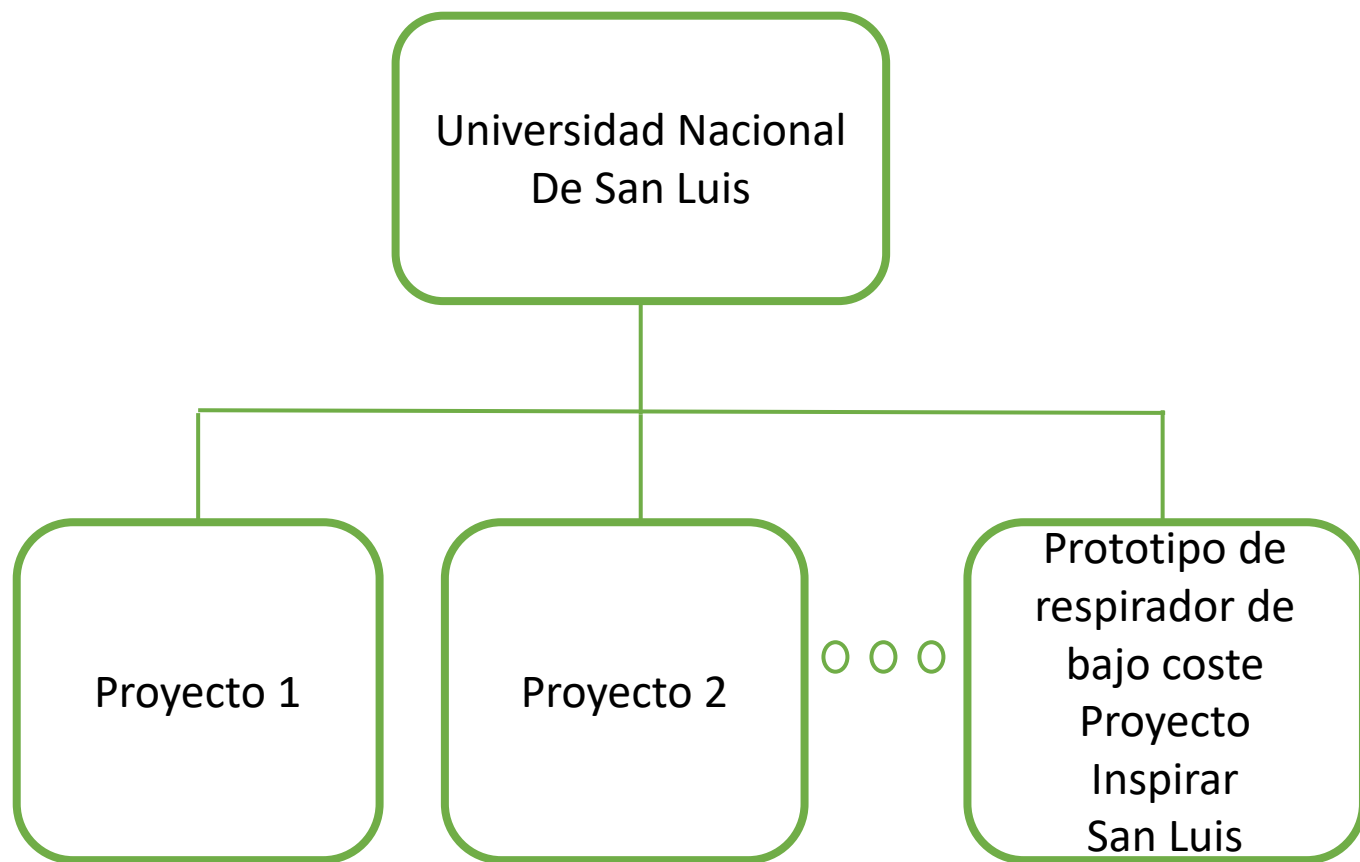 Universidad Nacional
De San Luis
Proyecto 1
Proyecto 2
Prototipo de
respirador de
bajo coste
Proyecto
Inspirar
San Luis